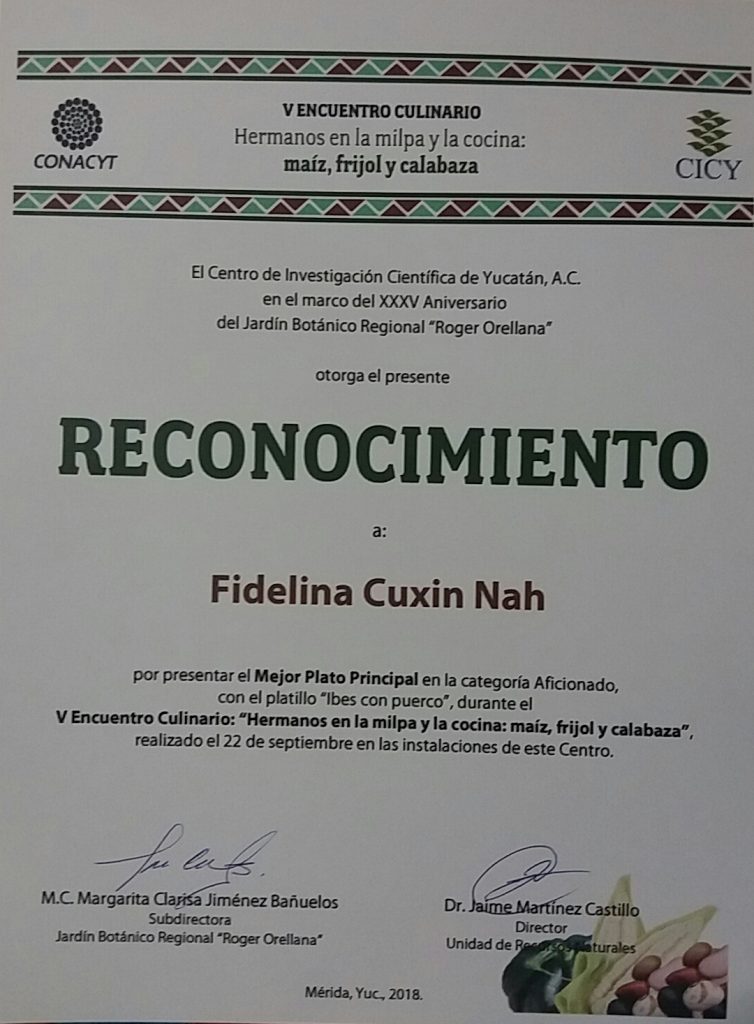 V ENCUENTRO CULINARIO
Hermanos en la milpa y la cocina:
maíz, frijol y calabaza
CONACYT
CICY
El Centro de Investigación Científica de Yucatán, A.C.
en el marco del XXXV Aniversario
del Jardín Botánico Regional “Roger Orellana”
otorga el presente
RECONOCIMIENTO
a:
Fidelina Cuxin Nah
por presentar el Mejor Plato Principal en la categoría Aficionado,
con el platillo “Ibes con puerco”, durante el
V Encuentro Culinario: “Hermanos en la milpa y la cocina: maíz, frijol y calabaza”,
realizado el 22 de septiembre en las instalaciones de este Centro.
M.C. Margarita Clarisa Jiménez Bañuelos
Subdirectora
Jardín Botánico Regional “Roger Orellana”
Dr. Jaime Martínez Castillo
Director
Unidad de Recursos Naturales
Mérida, Yuc., 2018.